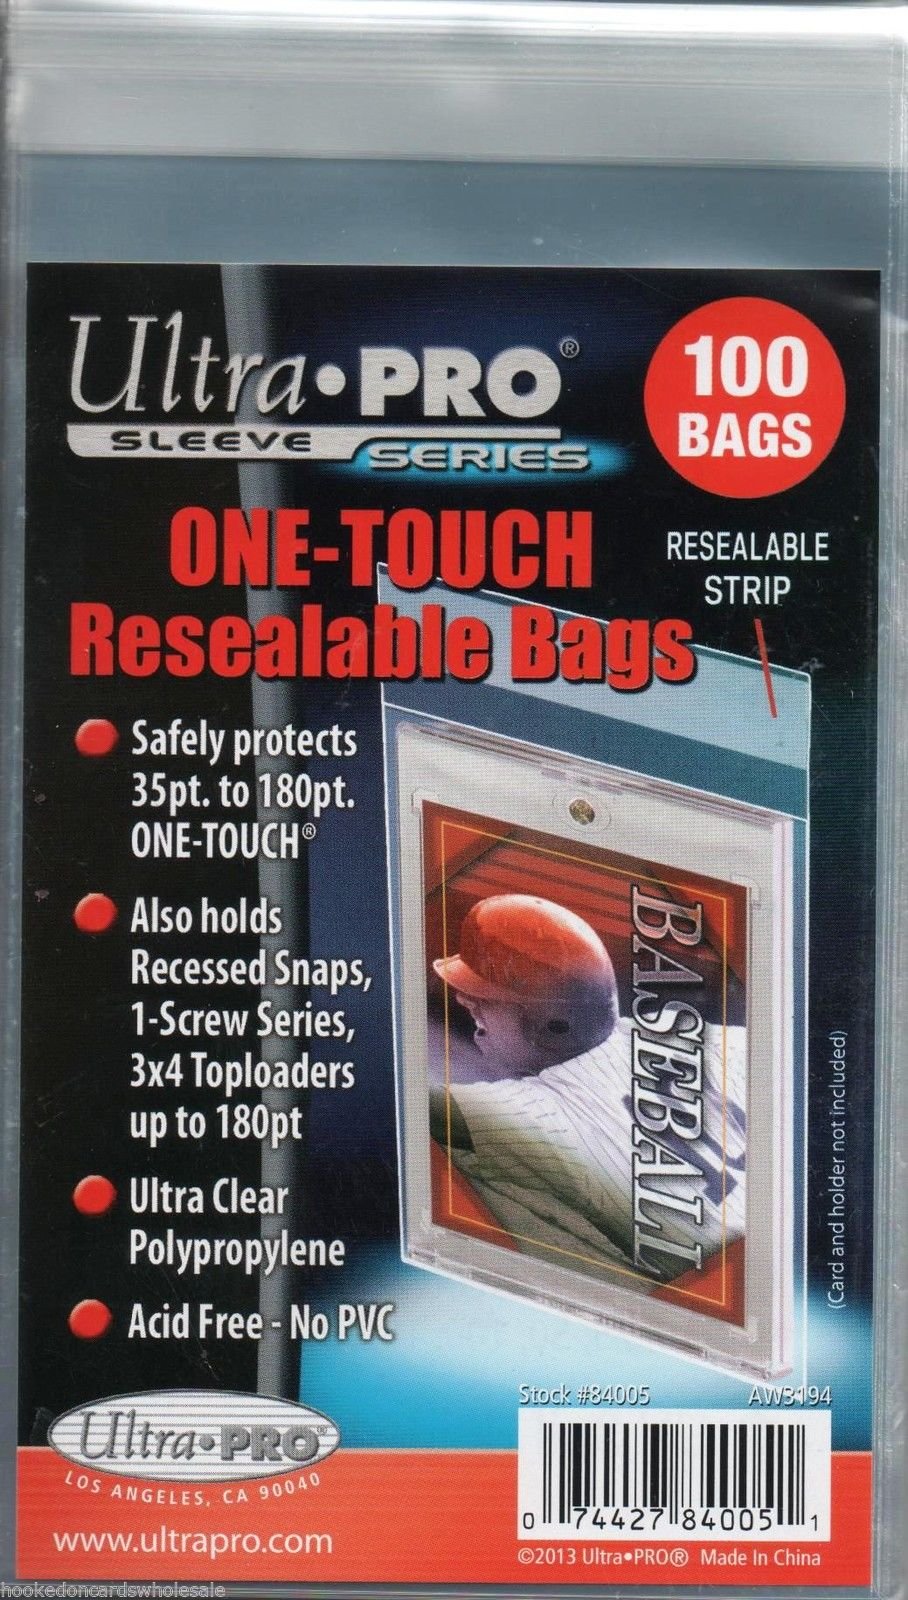 Ultra•PRO®
SLEEVE SERIES
100
BAGS
ONE-TOUCH
Resealable Bags
RESEALABLE
STRIP
Safely protects
35pt. to 180pt.
ONE-TOUCH®
Also holds
Recessed Snaps,
1-Screw Series,
3x4 Toploaders
up to 180pt
Ultra Clear
Polypropylene
Acid Free - No PVC
BASEBALL
(Card and holder not included)
Stock #84005 AW3194
Ultra•PRO®
LOS ANGELES, CA 90040
www.ultrapro.com
0 74427 84005 1
©2013 Ultra•PRO® Made In China
hookedoncardswholesale